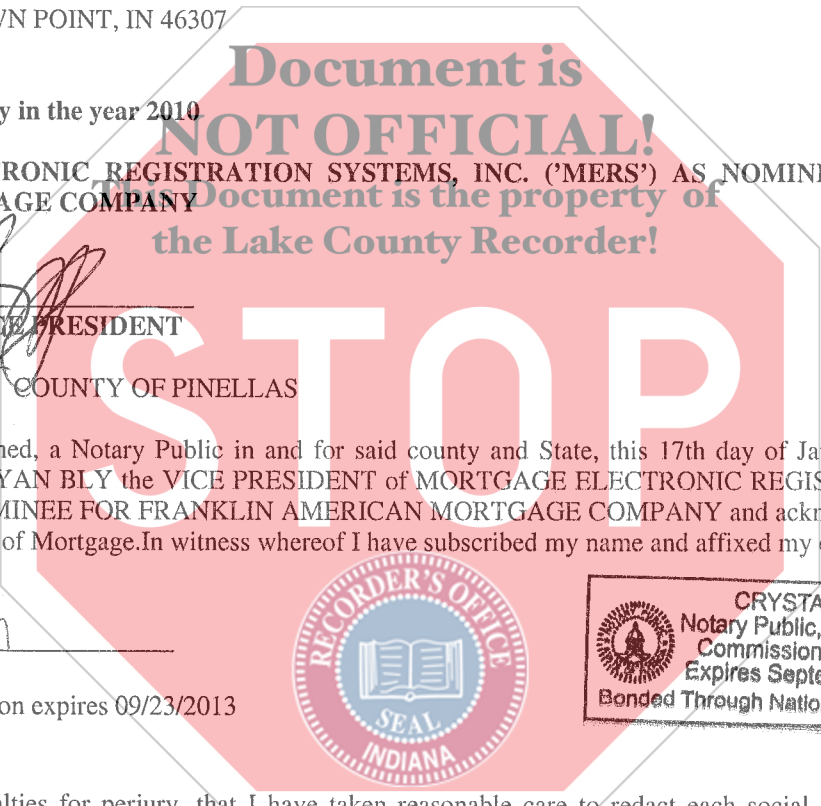 VN POINT, IN 46307
Document is
y in the year 2010
NOT OFFICIAL!
RONIC REGISTRATION SYSTEMS, INC. ('MERS') AS NOMIN
This Document is the property of
AGE COMPANY
the Lake County Recorder!
PRESIDENT
STOP
COUNTY OF PINELLAS
ned, a Notary Public in and for said county and State, this 17th day of Ja
YAN BLY the VICE PRESIDENT of MORTGAGE ELECTRONIC REGIS
MINEE FOR FRANKLIN AMERICAN MORTGAGE COMPANY and ackn
of Mortgage.In witness whereof I have subscribed my name and affixed my
RECORDER'S OFFICE
SEAL
INDIANA
CRYSTA
Notary Public,
Commission
Expires Septe
Bonded Through Natio
on expires 09/23/2013
alties for perjury, that I have taken reasonable care to redact each social